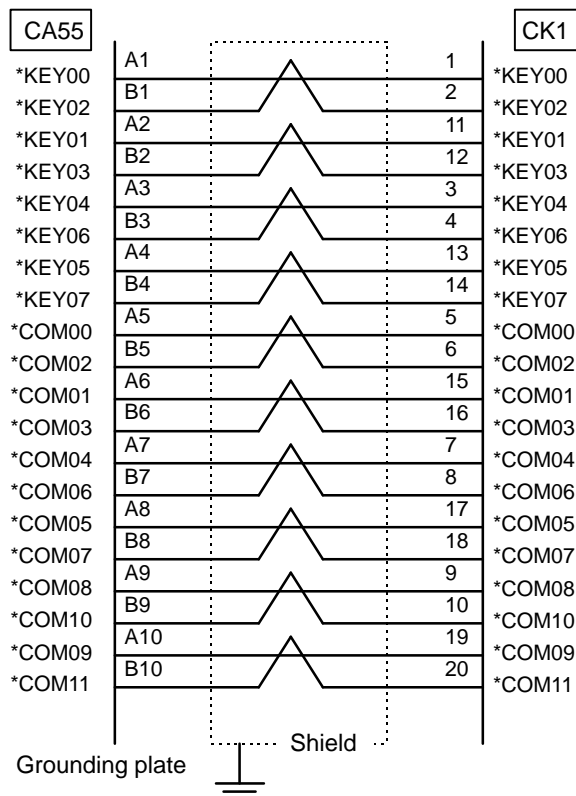 CA55 CK1
*KEY00 A1 1 *KEY00
*KEY02 B1 2 *KEY02
*KEY01 A2 11 *KEY01
*KEY03 B2 12 *KEY03
*KEY04 A3 3 *KEY04
*KEY06 B3 4 *KEY06
*KEY05 A4 13 *KEY05
*KEY07 B4 14 *KEY07
*COM00 A5 5 *COM00
*COM02 B5 6 *COM02
*COM01 A6 15 *COM01
*COM03 B6 16 *COM03
*COM04 A7 7 *COM04
*COM06 B7 8 *COM06
*COM05 A8 17 *COM05
*COM07 B8 18 *COM07
*COM08 A9 9 *COM08
*COM10 B9 10 *COM10
*COM09 A10 19 *COM09
*COM11 B10 20 *COM11
Shield
Grounding plate